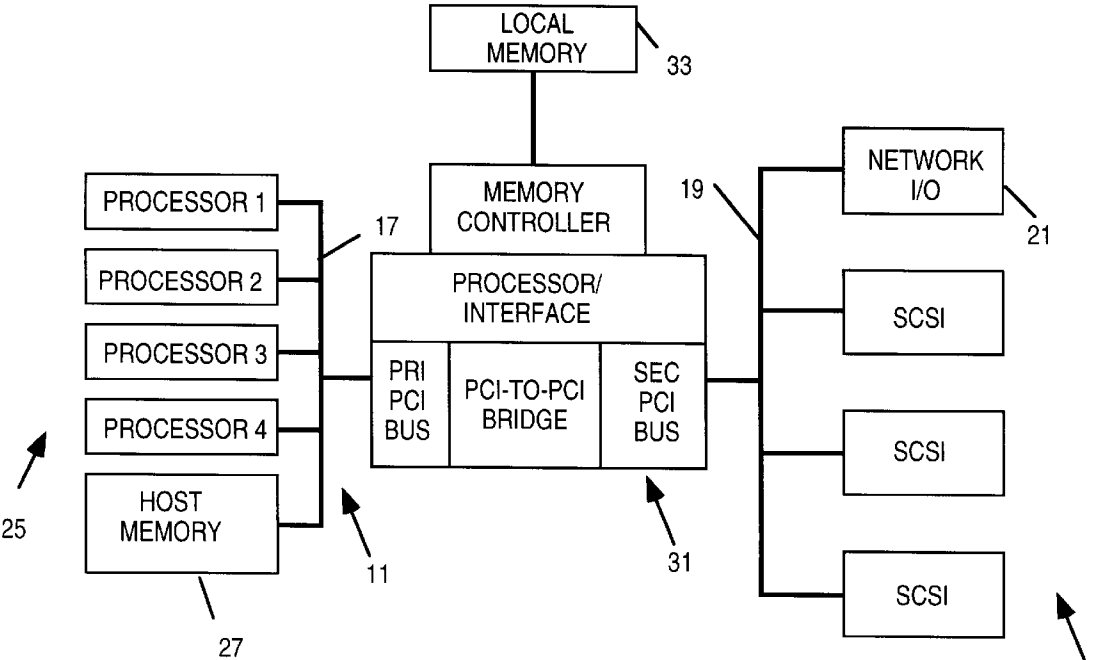 LOCAL
MEMORY
33
MEMORY
CONTROLLER
PROCESSOR/
INTERFACE
PRI
PCI
BUS
PCI-TO-PCI
BRIDGE
SEC
PCI
BUS
31
PROCESSOR 1
PROCESSOR 2
PROCESSOR 3
PROCESSOR 4
HOST
MEMORY
17
11
25
27
19
NETWORK
I/O
21
SCSI
SCSI
SCSI